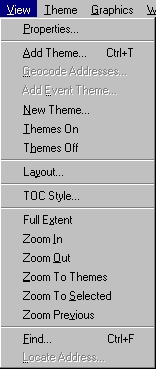 View Theme Graphics
Properties...
Add Theme... Ctrl+T
Geocode Addresses...
Add Event Theme...
New Theme...
Themes On
Themes Off
Layout...
TOC Style...
Full Extent
Zoom In
Zoom Out
Zoom To Themes
Zoom To Selected
Zoom Previous
Find... Ctrl+F
Locate Address...